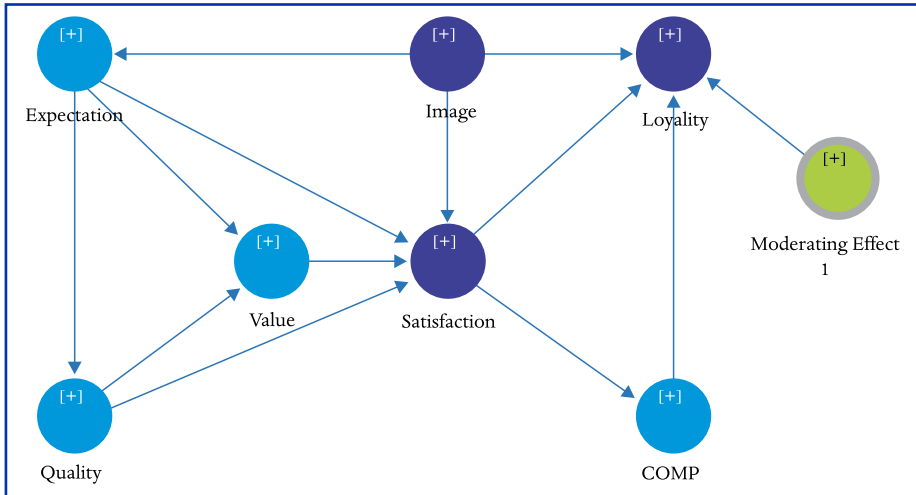 [+]
Expectation
[+]
Image
[+]
Loyality
[+]
Moderating Effect
1
[+]
Value
[+]
Satisfaction
[+]
Quality
[+]
COMP